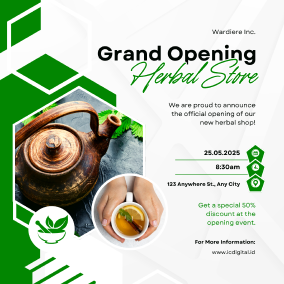 Wardiere Inc.
Grand Opening
Herbal Store
We are proud to announce
the official opening of our
new herbal shop!
25.05.2025
8:30am
123 Anywhere St., Any City
Get a special 50%
discount at the
opening event.
For More Information:
www.icdigital.id